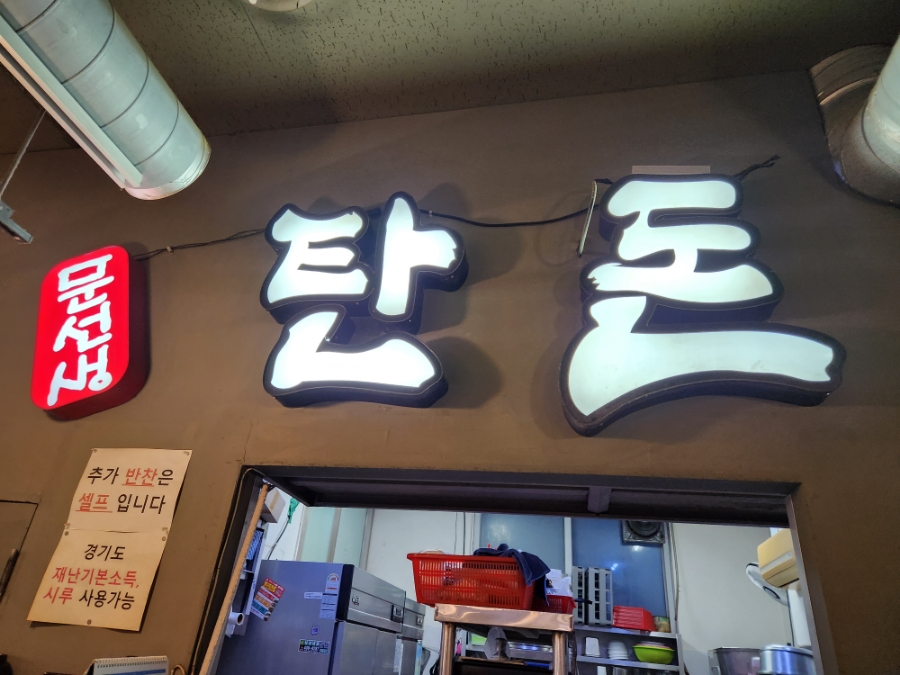 문선생
탄돈
추가 반찬은
셀프 입니다
경기도
재난기본소득,
시루 사용가능